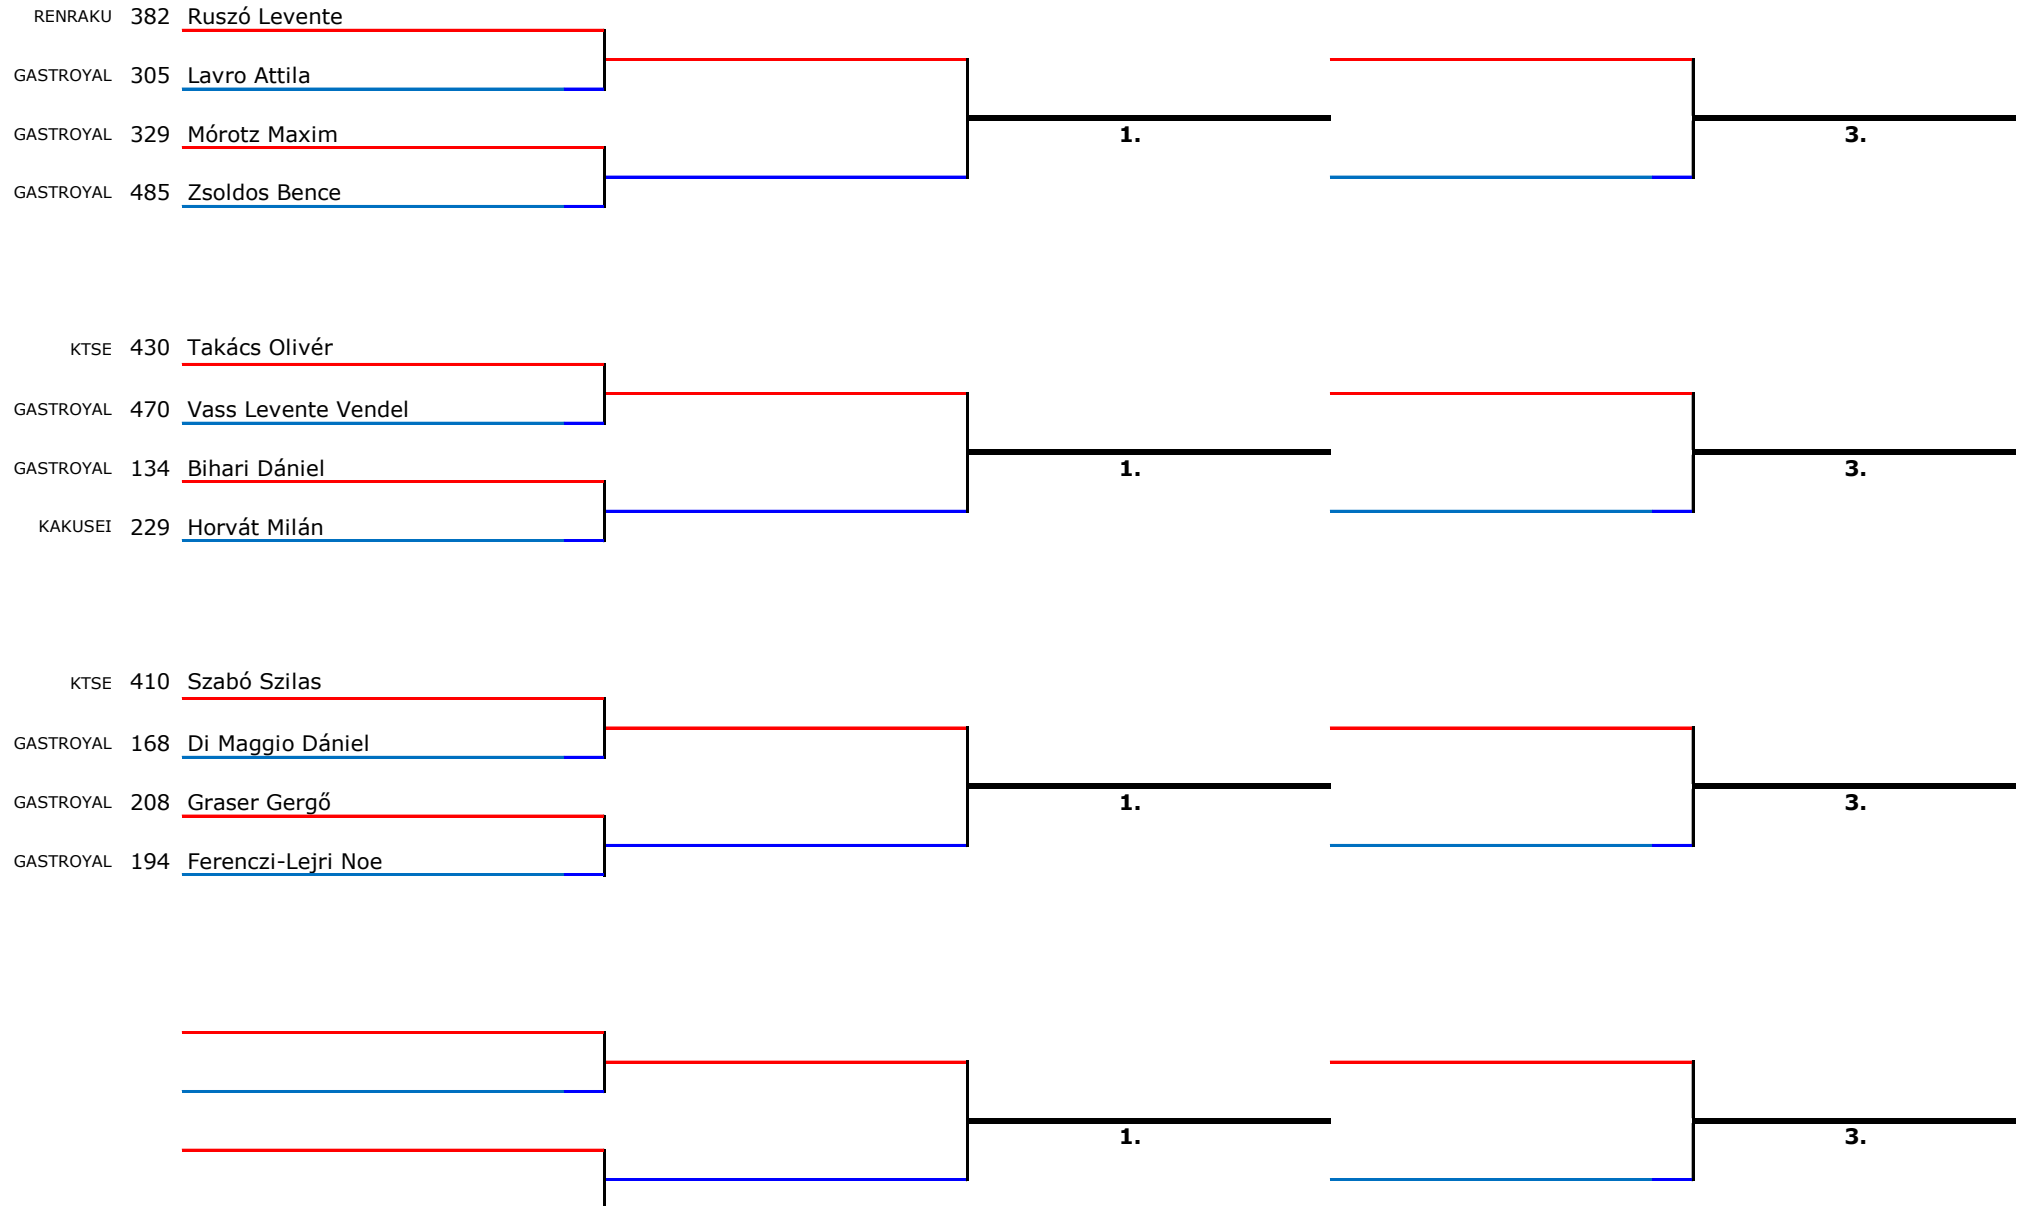 RENRAKU 382 Ruszó Levente
GASTROYAL 305 Lavro Attila
1. 3.
GASTROYAL 329 Mórotz Maxim
GASTROYAL 485 Zsoldos Bence
KTSE 430 Takács Olivér
GASTROYAL 470 Vass Levente Vendel
GASTROYAL 134 Bihari Dániel 1. 3.
KAKUSEI 229 Horvát Milán
KTSE 410 Szabó Szilas
GASTROYAL 168 Di Maggio Dániel
GASTROYAL 208 Graser Gergő 1. 3.
GASTROYAL 194 Ferenczi-Lejri Noe
1. 3.